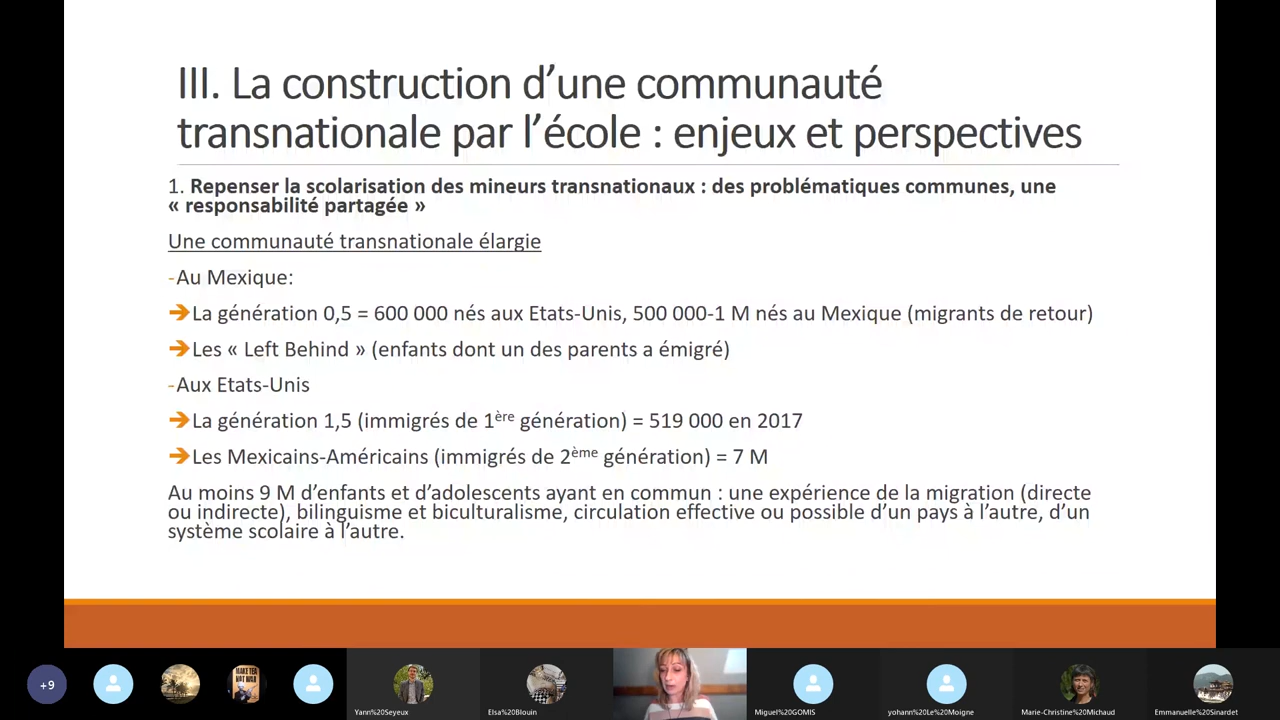 III. La construction d’une communauté
transnationale par l’école : enjeux et perspectives
1. Repenser la scolarisation des mineurs transnationaux : des problématiques communes, une
« responsabilité partagée »
Une communauté transnationale élargie
-Au Mexique:
➔La génération 0,5 = 600 000 nés aux Etats-Unis, 500 000-1 M nés au Mexique (migrants de retour)
➔Les « Left Behind » (enfants dont un des parents a émigré)
-Aux Etats-Unis
➔La génération 1,5 (immigrés de 1ère génération) = 519 000 en 2017
➔Les Mexicains-Américains (immigrés de 2ème génération) = 7 M
Au moins 9 M d’enfants et d’adolescents ayant en commun : une expérience de la migration (directe
ou indirecte), bilinguisme et biculturalisme, circulation effective ou possible d’un pays à l’autre, d’un
système scolaire à l’autre.
+9
MAKE TEA
NOT WAR
Yann%20Seyeux
Elsa%20Blouin
Miguel%20GOMIS
yohann%20Le%20Moigne
Marie-Christine%20Michaud
Emmanuelle%20Sinardet